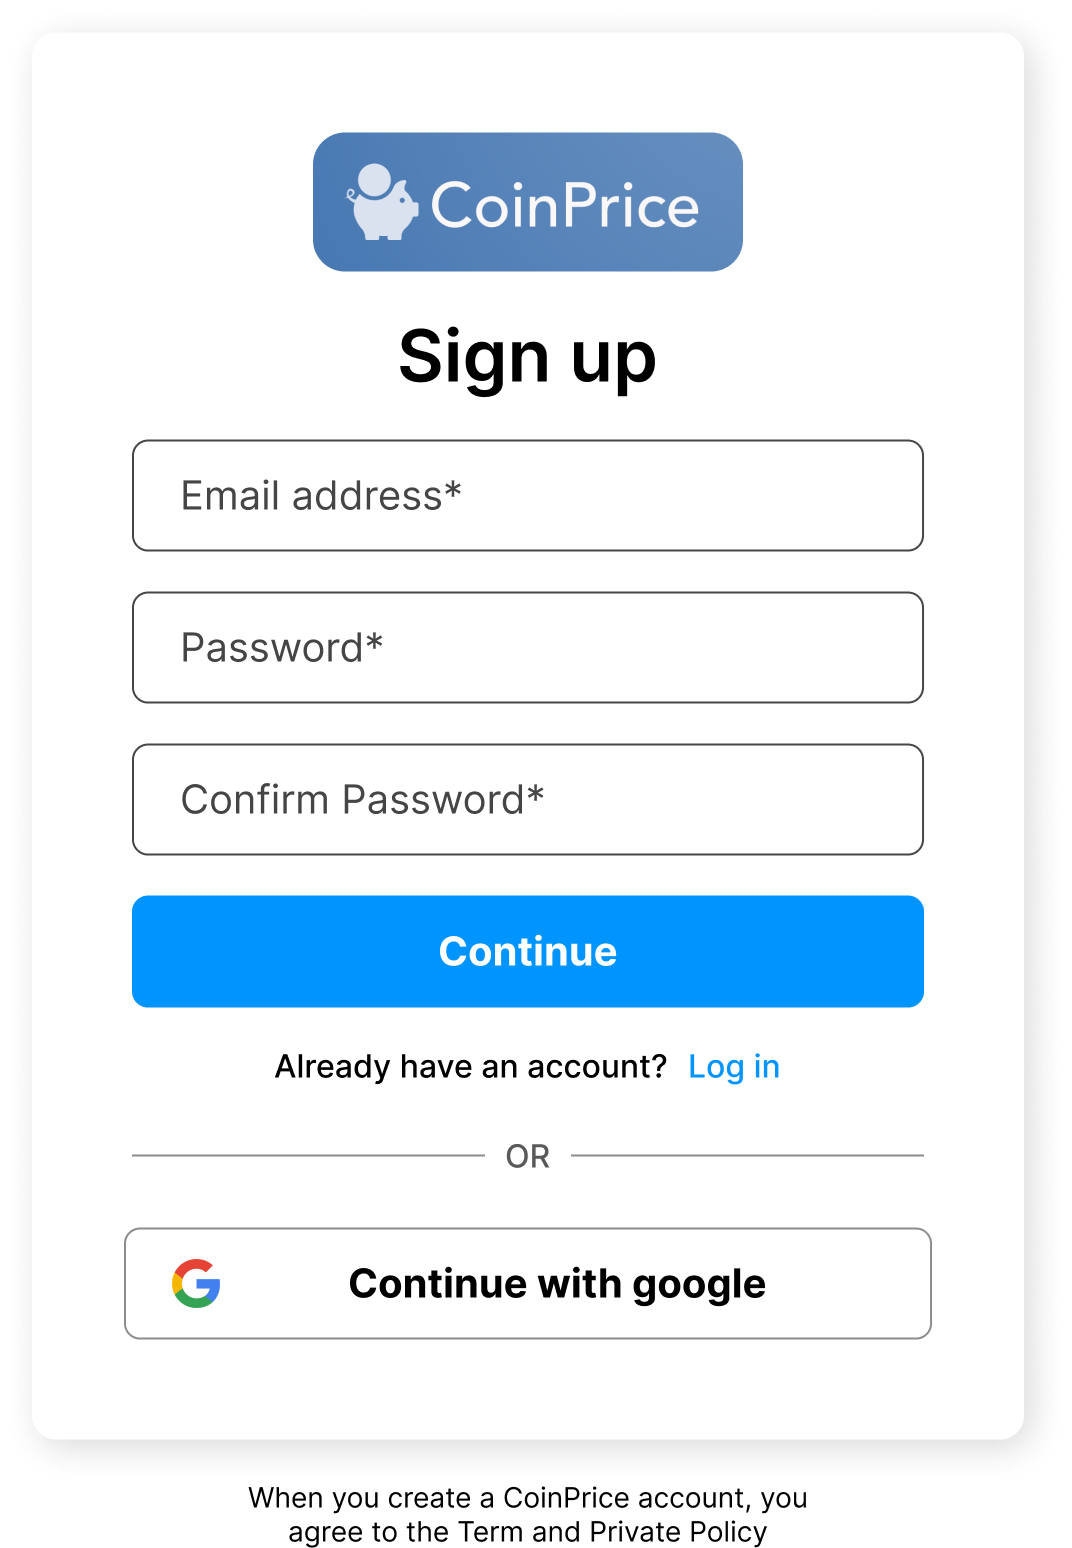 CoinPrice
Sign up
Email address*
Password*
Confirm Password*
Continue
Already have an account? Log in
OR
Continue with google
When you create a CoinPrice account, you
agree to the Term and Private Policy